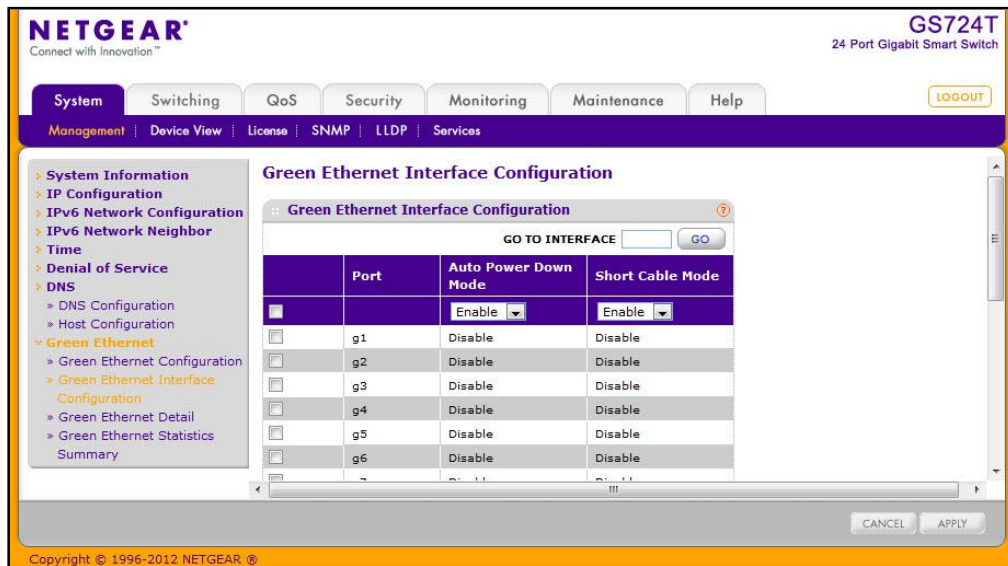 NETGEAR®
Connect with Innovation™
GS724T
24 Port Gigabit Smart Switch
System Switching QoS Security Monitoring Maintenance Help LOGOUT
Management Device View License SNMP LLDP Services
System Information
IP Configuration
IPv6 Network Configuration
IPv6 Network Neighbor
Time
Denial of Service
DNS
» DNS Configuration
» Host Configuration
Green Ethernet
» Green Ethernet Configuration
» Green Ethernet Interface
Configuration
» Green Ethernet Detail
» Green Ethernet Statistics
Summary
Green Ethernet Interface Configuration
Green Ethernet Interface Configuration ?
GO TO INTERFACE GO
Port Auto Power Down Mode Short Cable Mode
Enable Enable
g1 Disable Disable
g2 Disable Disable
g3 Disable Disable
g4 Disable Disable
g5 Disable Disable
g6 Disable Disable
CANCEL APPLY
Copyright © 1996-2012 NETGEAR ®